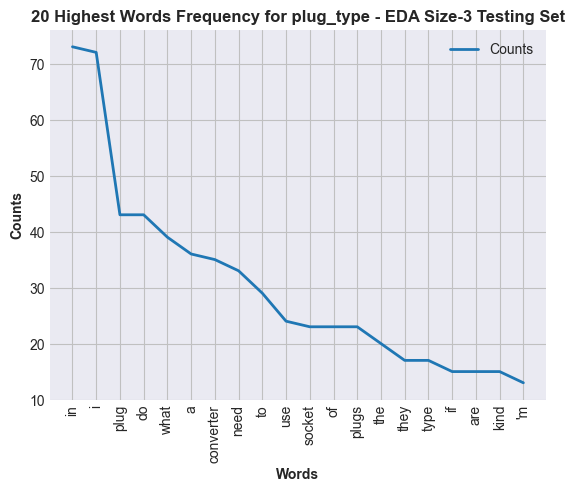 20 Highest Words Frequency for plug_type - EDA Size-3 Testing Set
Counts
Counts
70
60
50
40
30
20
10
in
i
plug
do
what
a
converter
need
to
use
socket
of
plugs
the
they
type
if
are
kind
'm
Words